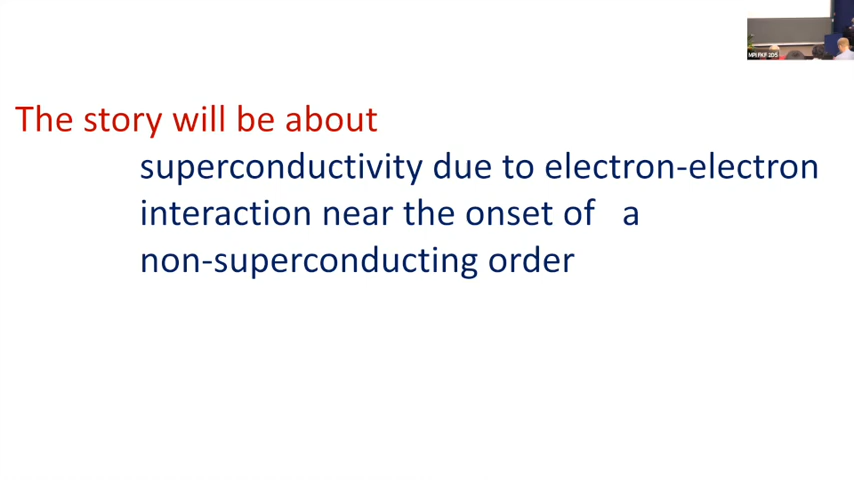 The story will be about
superconductivity due to electron-electron
interaction near the onset of a
non-superconducting order